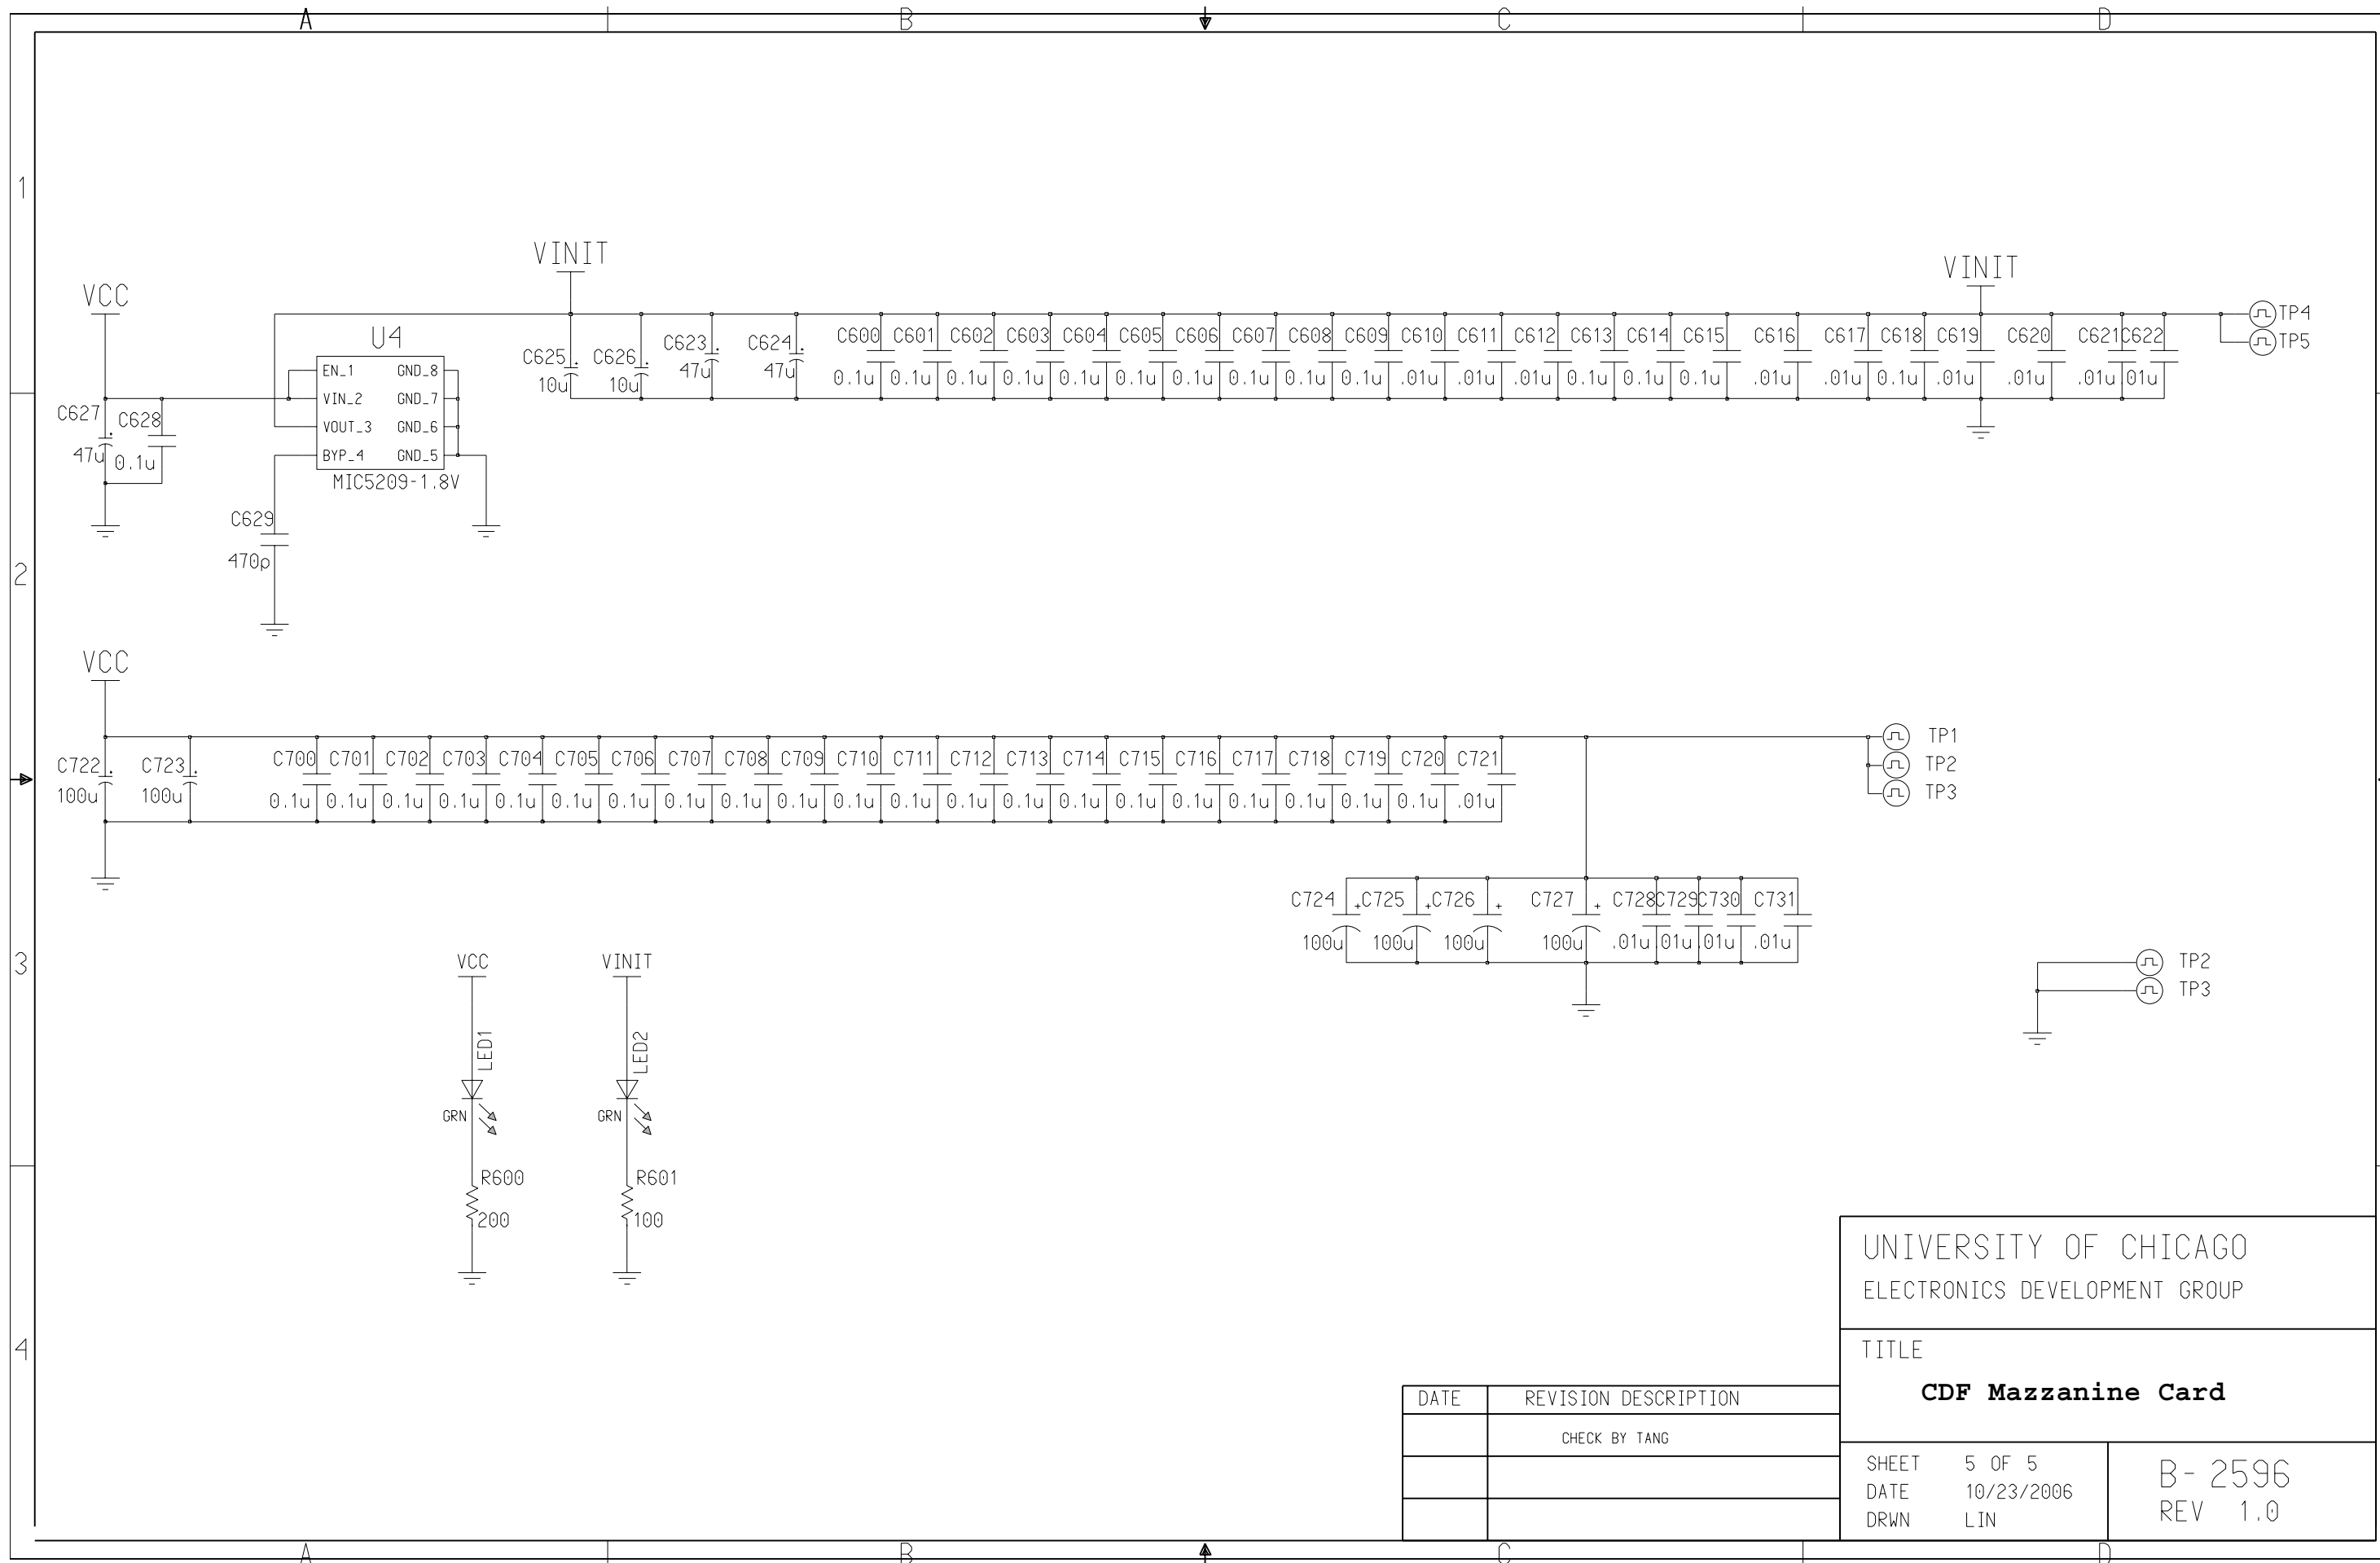 A B C D
1
VINIT
VINIT
VCC
TP4
TP5
U4
C625 C626 C623 C624 C600 C601 C602 C603 C604 C605 C606 C607 C608 C609 C610 C611 C612 C613 C614 C615 C616 C617 C618 C619 C620 C621 C622
10u 10u 47u 47u 0.1u 0.1u 0.1u 0.1u 0.1u 0.1u 0.1u 0.1u 0.1u 0.1u .01u .01u .01u 0.1u 0.1u 0.1u .01u .01u 0.1u .01u .01u .01u .01u
EN_1 GND_8
VIN_2 GND_7
VOUT_3 GND_6
BYP_4 GND_5
MIC5209-1.8V
C627 C628
47u 0.1u
C629
470p
2
VCC
TP1
TP2
TP3
C722 C723 C700 C701 C702 C703 C704 C705 C706 C707 C708 C709 C710 C711 C712 C713 C714 C715 C716 C717 C718 C719 C720 C721
100u 100u 0.1u 0.1u 0.1u 0.1u 0.1u 0.1u 0.1u 0.1u 0.1u 0.1u 0.1u 0.1u 0.1u 0.1u 0.1u 0.1u 0.1u 0.1u 0.1u 0.1u 0.1u .01u
C724 C725 C726 C727 C728 C729 C730 C731
100u 100u 100u 100u .01u .01u .01u .01u
3
VCC VINIT
TP2
TP3
LED1 LED2
GRN GRN
R600 R601
200 100
4
UNIVERSITY OF CHICAGO
ELECTRONICS DEVELOPMENT GROUP
TITLE
CDF Mazzanine Card
DATE REVISION DESCRIPTION
CHECK BY TANG
SHEET 5 OF 5
DATE 10/23/2006
DRWN LIN
B- 2596
REV 1.0
A B C D